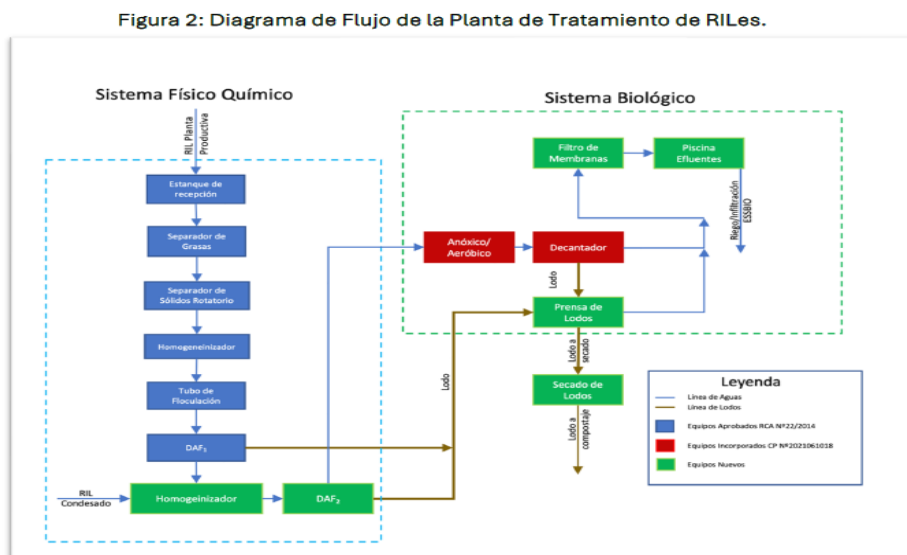 Figura 2: Diagrama de Flujo de la Planta de Tratamiento de RILes.
Sistema Físico Químico
Sistema Biológico
RIL Planta
Productiva
Estanque de
recepción
Separador de
Grasas
Separador de
Sólidos Rotatorio
Homogeneinizador
Tubo de
Floculación
DAF₁
RIL
Condesado
Homogeinizador
DAF₂
Lodo
Anóxico/
Aeróbico
Decantador
Filtro de
Membranas
Piscina
Efluentes
Riego/Infiltración
ESSBIO
Lodo
Prensa de
Lodos
Lodo a
secado
Secado de
Lodos
Lodo a
compostaje
Leyenda
Línea de Aguas
Línea de Lodos
Equipos Aprobados RCA Nº22/2014
Equipos Incorporados CP Nº2021061018
Equipos Nuevos